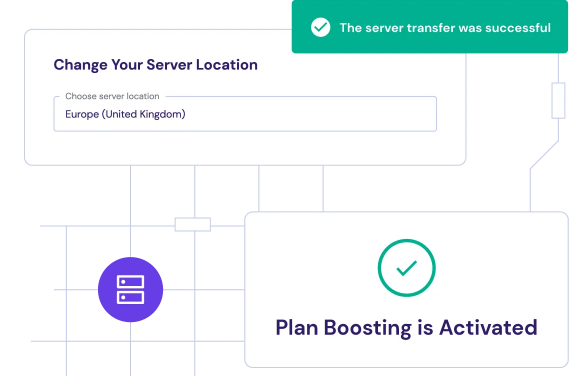 The server transfer was successful
Change Your Server Location
Choose server location
Europe (United Kingdom)
Plan Boosting is Activated